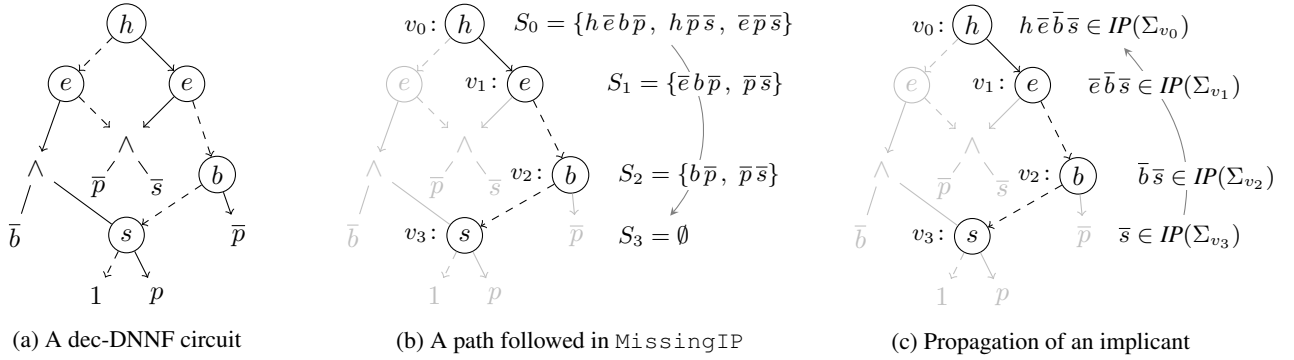 h
e
e
∧
∧
p̅
s̅
b
b̅
s
p̅
1
p
(a) A dec-DNNF circuit
v₀: h S₀ = {h e̅ b p̅ , h p̅ s̅ , e̅ p̅ s̅}
e v₁: e S₁ = {e̅ b p̅ , p̅ s̅}
∧
∧
p̅ s̅ v₂: b S₂ = {b p̅ , p̅ s̅}
b̅ v₃: s p̅ S₃ = ∅
1 p
(b) A path followed in MissingIP
v₀: h h e̅ b̅ s̅ ∈ IP(Σᵥ₀)
e v₁: e e̅ b̅ s̅ ∈ IP(Σᵥ₁)
∧
∧
p̅ s̅ v₂: b b̅ s̅ ∈ IP(Σᵥ₂)
b̅ v₃: s p̅ s̅ ∈ IP(Σᵥ₃)
1 p
(c) Propagation of an implicant